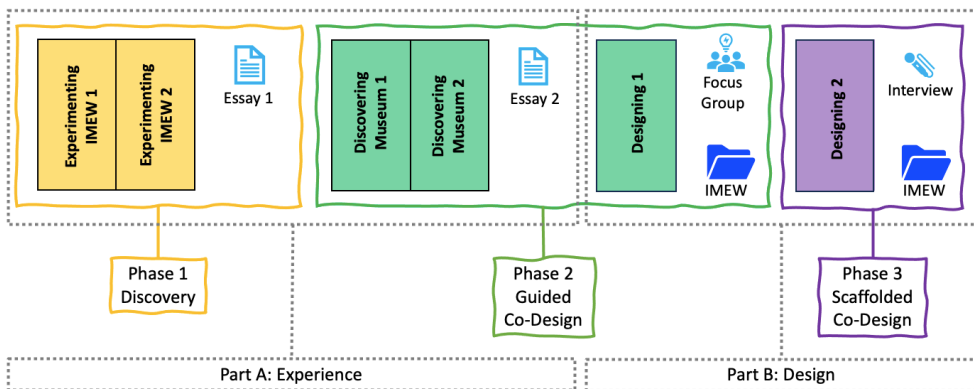 Experimenting
IMEW 1
Experimenting
IMEW 2
Essay 1
Discovering
Museum 1
Discovering
Museum 2
Essay 2
Designing 1
Focus
Group
IMEW
Designing 2
Interview
IMEW
Phase 1
Discovery
Phase 2
Guided
Co-Design
Phase 3
Scaffolded
Co-Design
Part A: Experience
Part B: Design